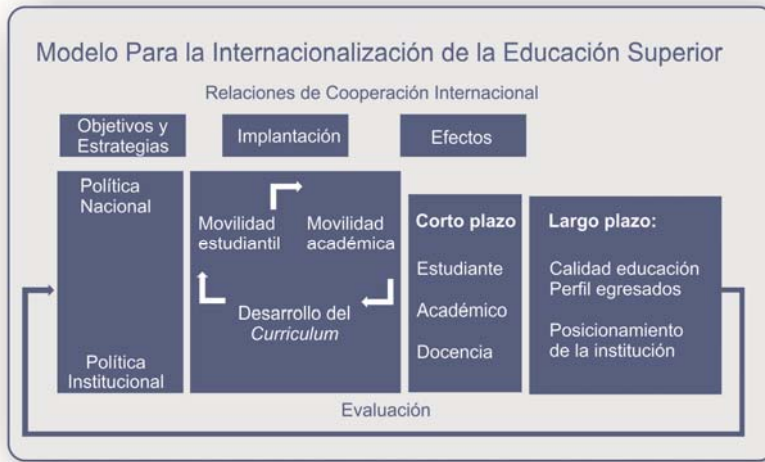 Modelo Para la Internacionalización de la Educación Superior
Relaciones de Cooperación Internacional
Objetivos y
Estrategias
Implantación
Efectos
Política
Nacional
Política
Institucional
Movilidad
estudiantil
Movilidad
académica
Desarrollo del
Curriculum
Corto plazo
Estudiante
Académico
Docencia
Largo plazo:
Calidad educación
Perfil egresados
Posicionamiento
de la institución
Evaluación